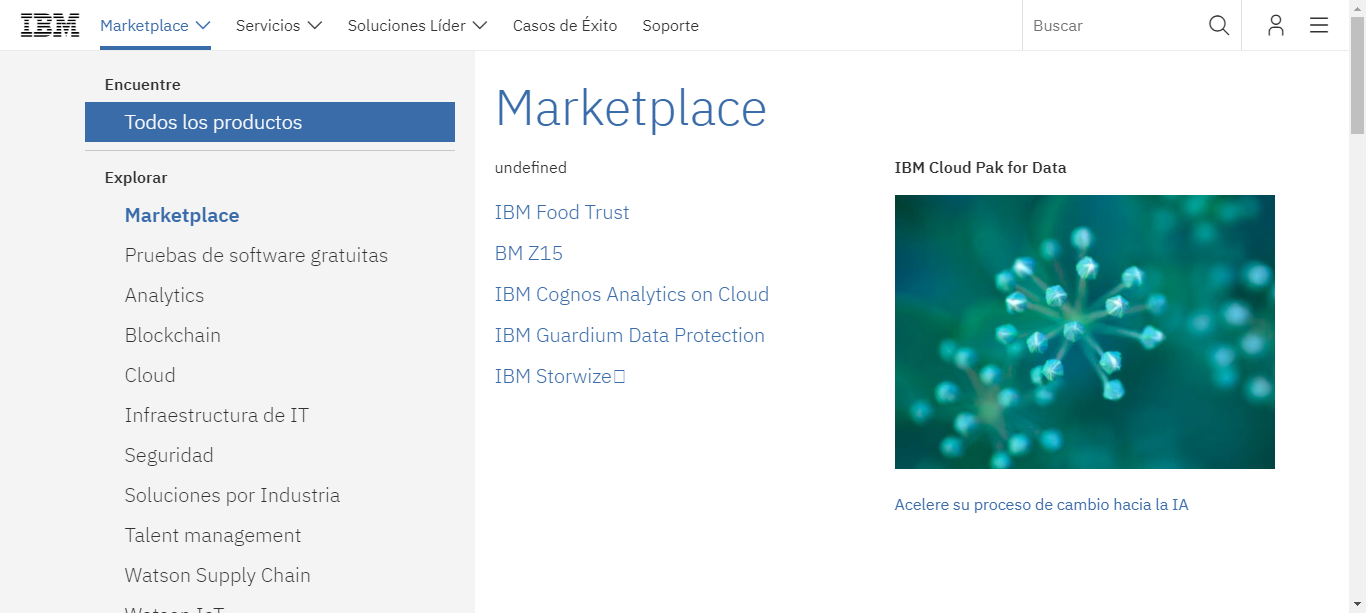 IBM
Marketplace
Servicios
Soluciones Líder
Casos de Éxito
Soporte
Buscar
Encuentre
Todos los productos
Explorar
Marketplace
Pruebas de software gratuitas
Analytics
Blockchain
Cloud
Infraestructura de IT
Seguridad
Soluciones por Industria
Talent management
Watson Supply Chain
Watson IoT
Marketplace
undefined
IBM Food Trust
BM Z15
IBM Cognos Analytics on Cloud
IBM Guardium Data Protection
IBM Storwize
IBM Cloud Pak for Data
Acelere su proceso de cambio hacia la IA